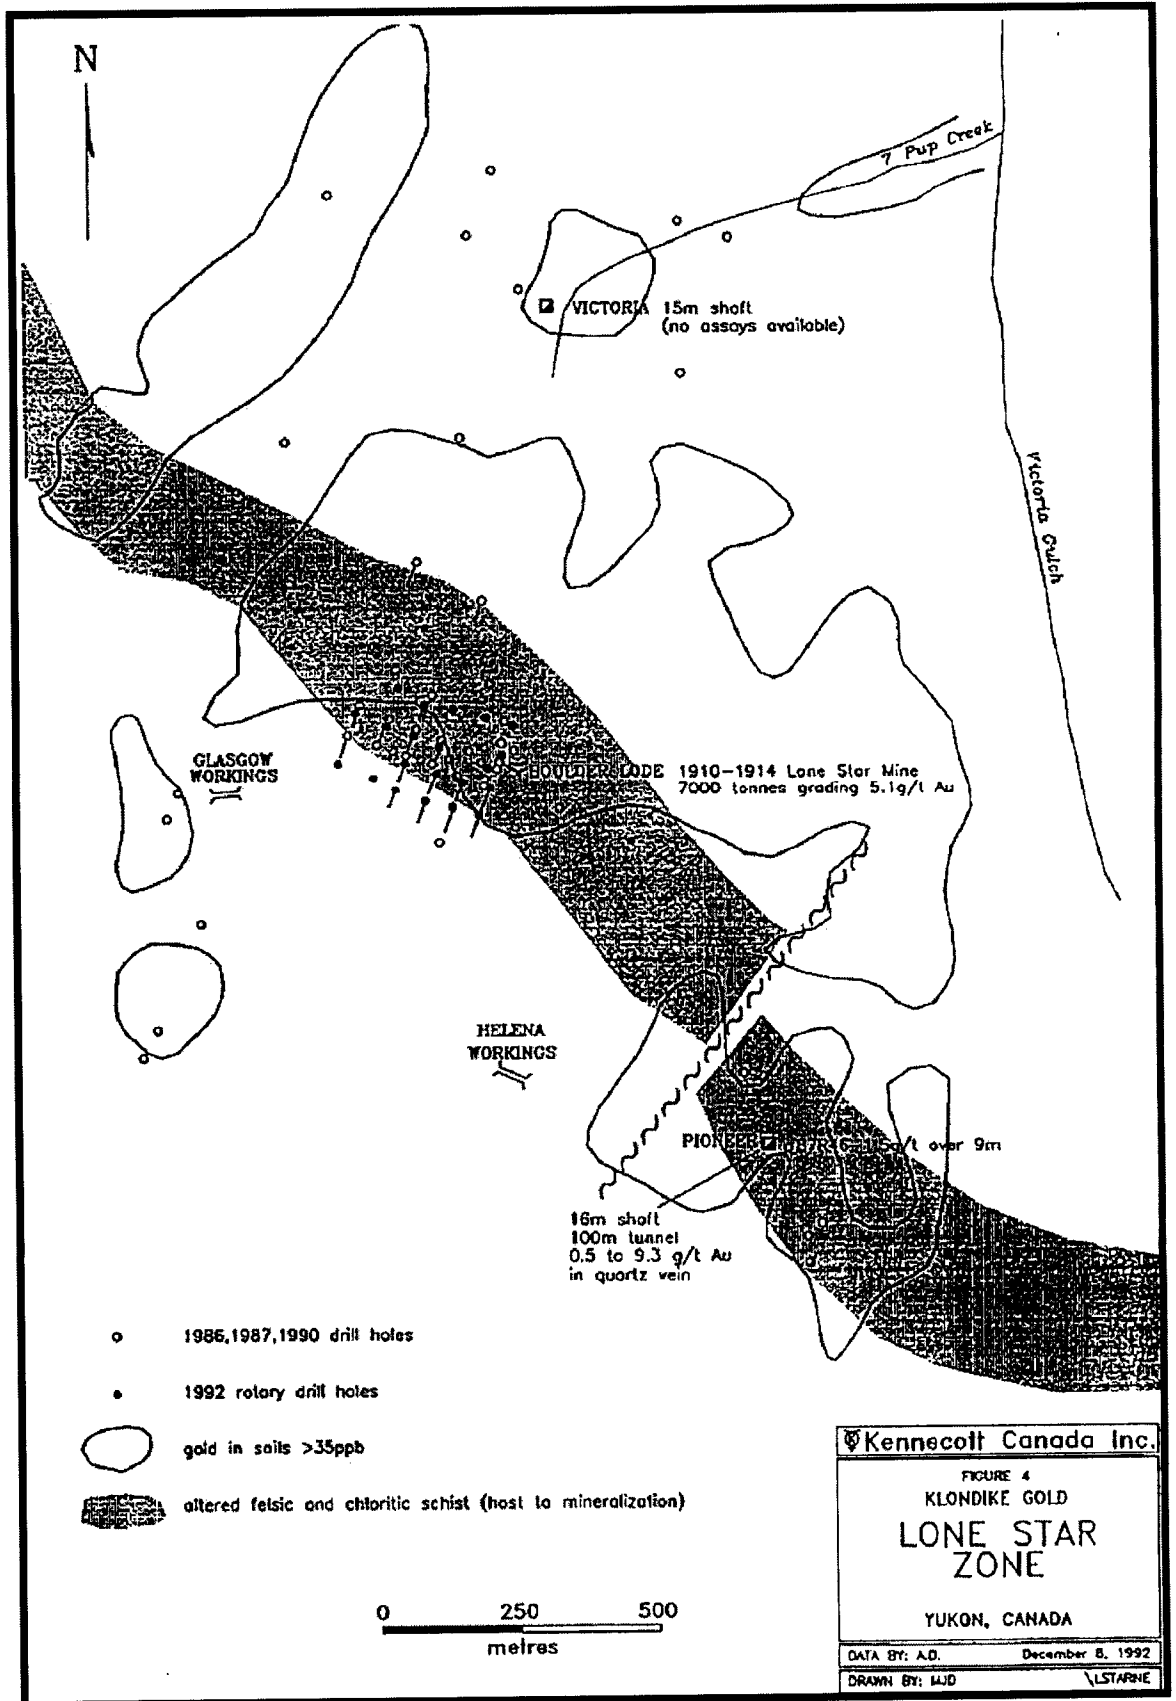 N
7 Pup Creek
VICTORIA 15m shaft
(no assays available)
Victoria Gulch
GLASGOW
WORKINGS
BOULDER LODE 1910-1914 Lone Star Mine
7000 tonnes grading 5.1g/t Au
HELENA
WORKINGS
PIONEER
g/t over 9m
16m shaft
100m tunnel
0.5 to 9.3 g/t Au
in quartz vein
1986,1987,1990 drill holes
1992 rotary drill holes
gold in soils >35ppb
altered felsic and chloritic schist (host to mineralization)
0 250 500
metres
Kennecott Canada Inc.
FIGURE 4
KLONDIKE GOLD
LONE STAR
ZONE
YUKON, CANADA
DATA BY: A.D. December 8, 1992
DRAWN BY: MJD \LSTARNE